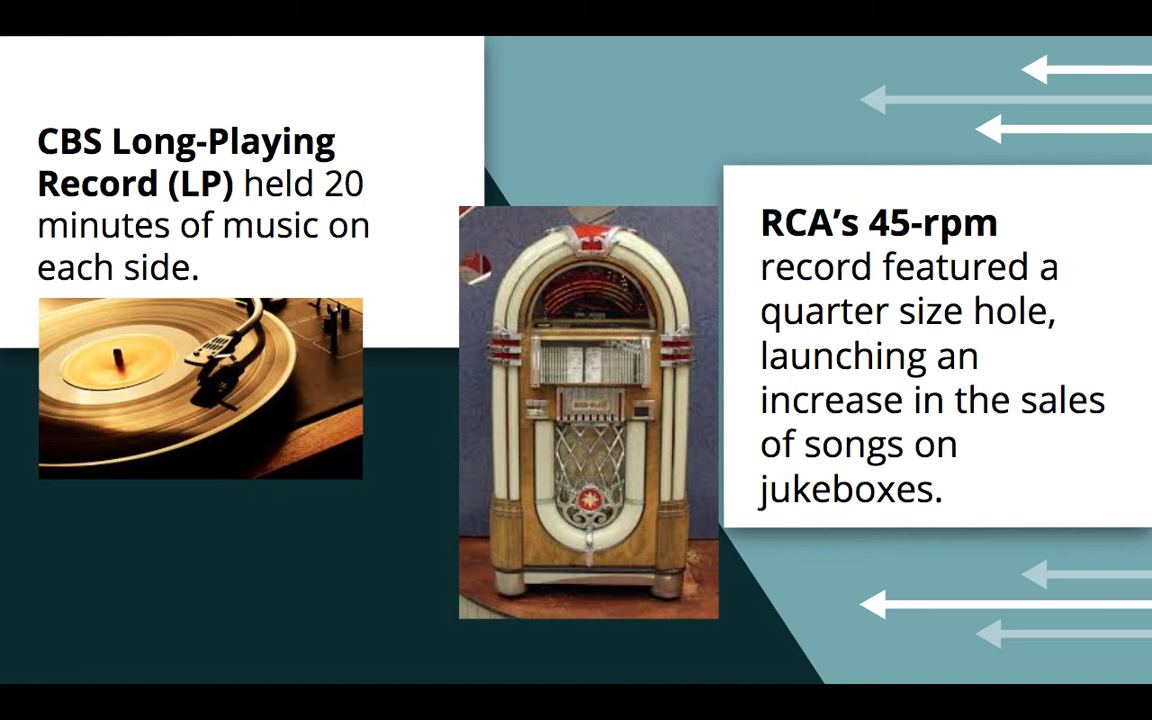 CBS Long-Playing
Record (LP) held 20
minutes of music on
each side.
RCA’s 45-rpm
record featured a
quarter size hole,
launching an
increase in the sales
of songs on
jukeboxes.